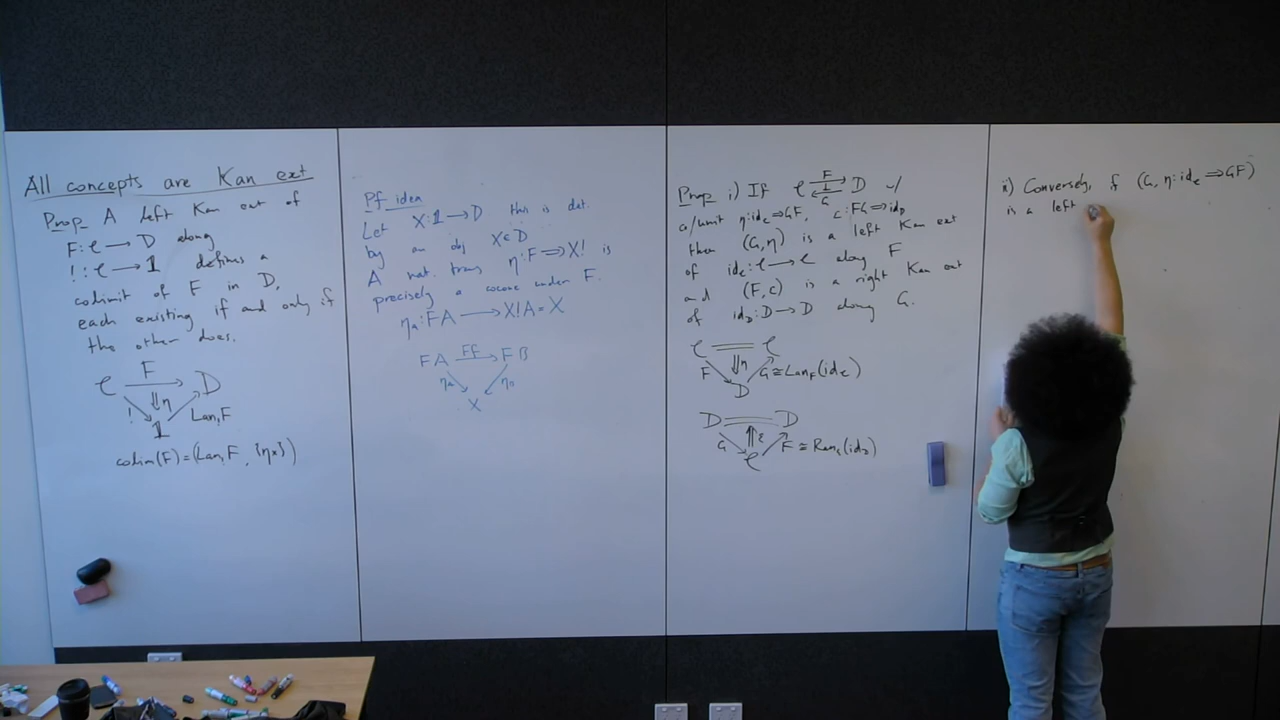 All concepts are Kan ext
Prop A left Kan ext of
F: C → D along
! : C → 1 defines a
colimit of F in D,
each existing if and only if
the other does.
C F D
⇓η
! Lan!F
1
colim(F) = (Lan!F, {ηx})
Pf idea
Let X: 1 → D this is det.
by an obj X∈D
A nat. trans η: F ⇒ X! is
precisely a cocone under F.
ηA: FA → X!A = X
FA Ff FB
ηA ηB
X
Prop i) If C F ⊥ G D w/
w/unit η: idC ⇒ GF, ε: FG ⇒ idD
then (G, η) is a left Kan ext
of idC: C → C along F
and (F, ε) is a right Kan ext
of idD: D → D along G.
C C
⇓η
F G ≅ LanF(idC)
D
D D
⇑ε
G F ≅ RanG(idD)
C
ii) Conversely, if (G, η: idC ⇒ GF)
is a left